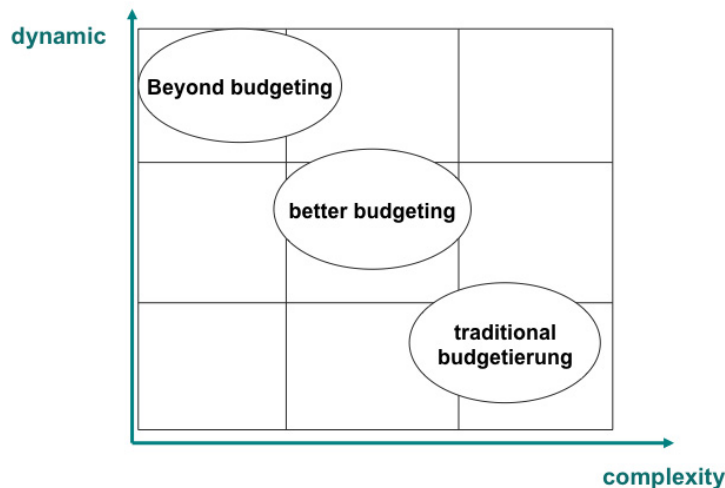 dynamic
Beyond budgeting
better budgeting
traditional
budgetierung
complexity